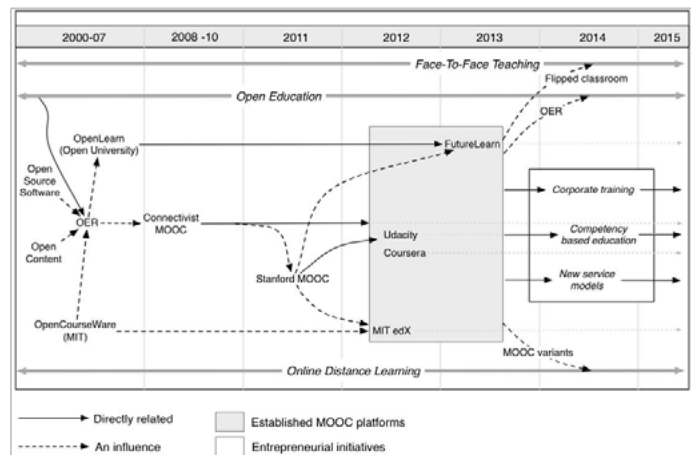 2000-07 2008 -10 2011 2012 2013 2014 2015
Face-To-Face Teaching
Flipped classroom
Open Education
OER
OpenLearn
(Open University)
FutureLearn
Open
Source
Software
Corporate training
OER
Connectivist
MOOC
Udacity
Competency
based education
Open
Content
Coursera
Stanford MOOC
New service
models
OpenCourseWare
(MIT)
MIT edX
MOOC variants
Online Distance Learning
Directly related
Established MOOC platforms
An influence
Entrepreneurial initiatives